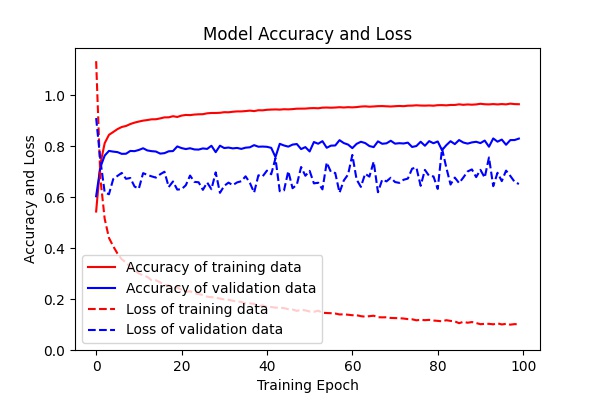 Model Accuracy and Loss
Accuracy and Loss
1.0
0.8
0.6
0.4
0.2
0.0
Accuracy of training data
Accuracy of validation data
Loss of training data
Loss of validation data
0 20 40 60 80 100
Training Epoch